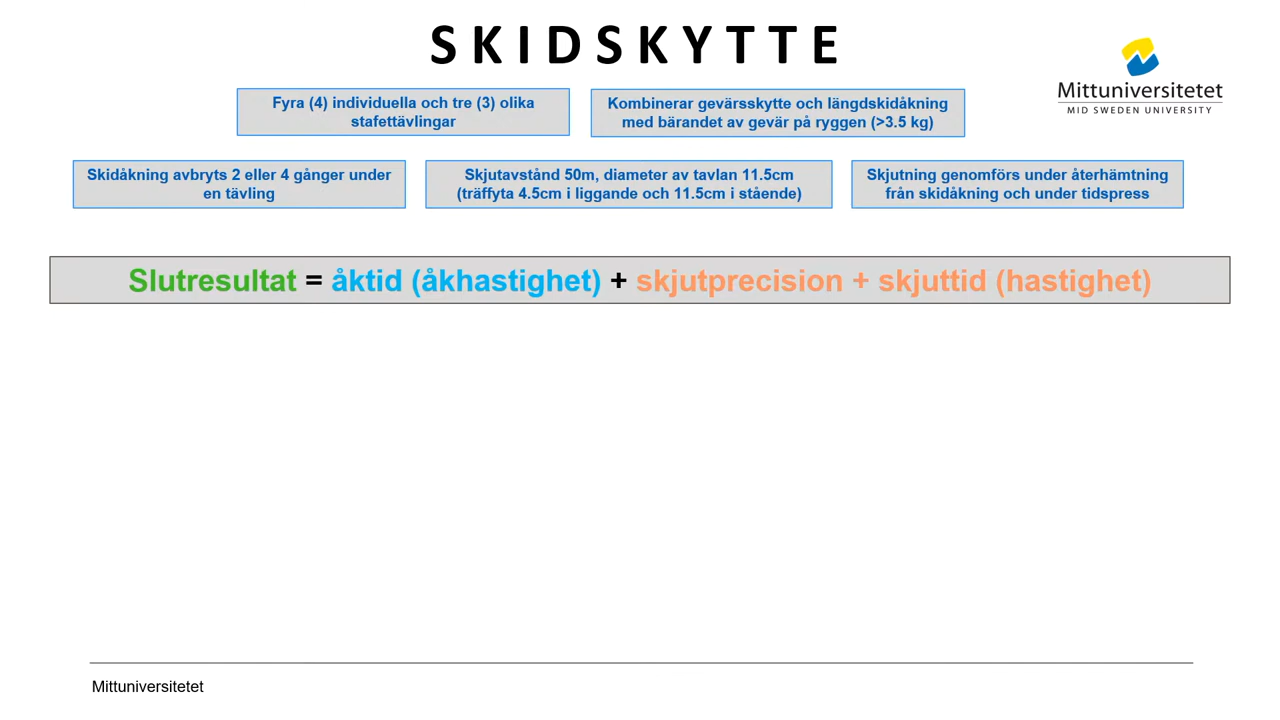 SKIDSKYTTE
Mittuniversitetet
MID SWEDEN UNIVERSITY
Fyra (4) individuella och tre (3) olika
stafettävlingar
Kombinerar gevärsskytte och längdskidåkning
med bärandet av gevär på ryggen (>3.5 kg)
Skidåkning avbryts 2 eller 4 gånger under
en tävling
Skjutavstånd 50m, diameter av tavlan 11.5cm
(träffyta 4.5cm i liggande och 11.5cm i stående)
Skjutning genomförs under återhämtning
från skidåkning och under tidspress
Slutresultat = åktid (åkhastighet) + skjutprecision + skjuttid (hastighet)
Mittuniversitetet